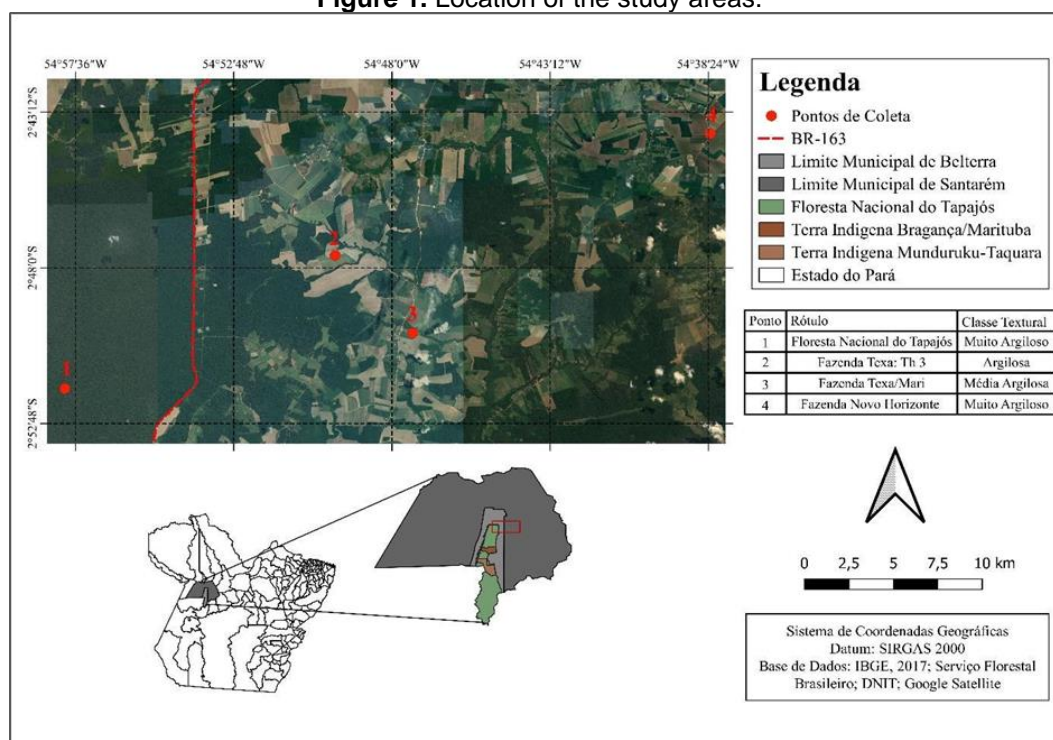 Figure 1. Location of the study areas.
54°57'36"W 54°52'48"W 54°48'0"W 54°43'12"W 54°38'24"W
2°43'12"S
2°48'0"S
2°52'48"S
1
2
3
4
Legenda
Pontos de Coleta
BR-163
Limite Municipal de Belterra
Limite Municipal de Santarém
Floresta Nacional do Tapajós
Terra Indigena Bragança/Marituba
Terra Indigena Munduruku-Taquara
Estado do Pará
Ponto Rótulo Classe Textural
1 Floresta Nacional do Tapajós Muito Argiloso
2 Fazenda Texa: Th 3 Argilosa
3 Fazenda Texa/Mari Média Argilosa
4 Fazenda Novo Horizonte Muito Argiloso
0 2,5 5 7,5 10 km
Sistema de Coordenadas Geográficas
Datum: SIRGAS 2000
Base de Dados: IBGE, 2017; Serviço Florestal
Brasileiro; DNIT; Google Satellite